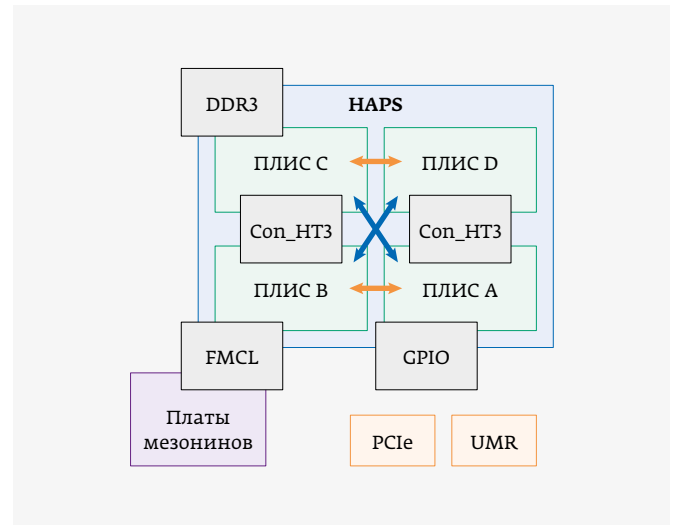 DDR3
HAPS
ПЛИС C
ПЛИС D
Con_HT3
Con_HT3
ПЛИС B
ПЛИС A
FMCL
GPIO
Платы
мезонинов
PCIe
UMR